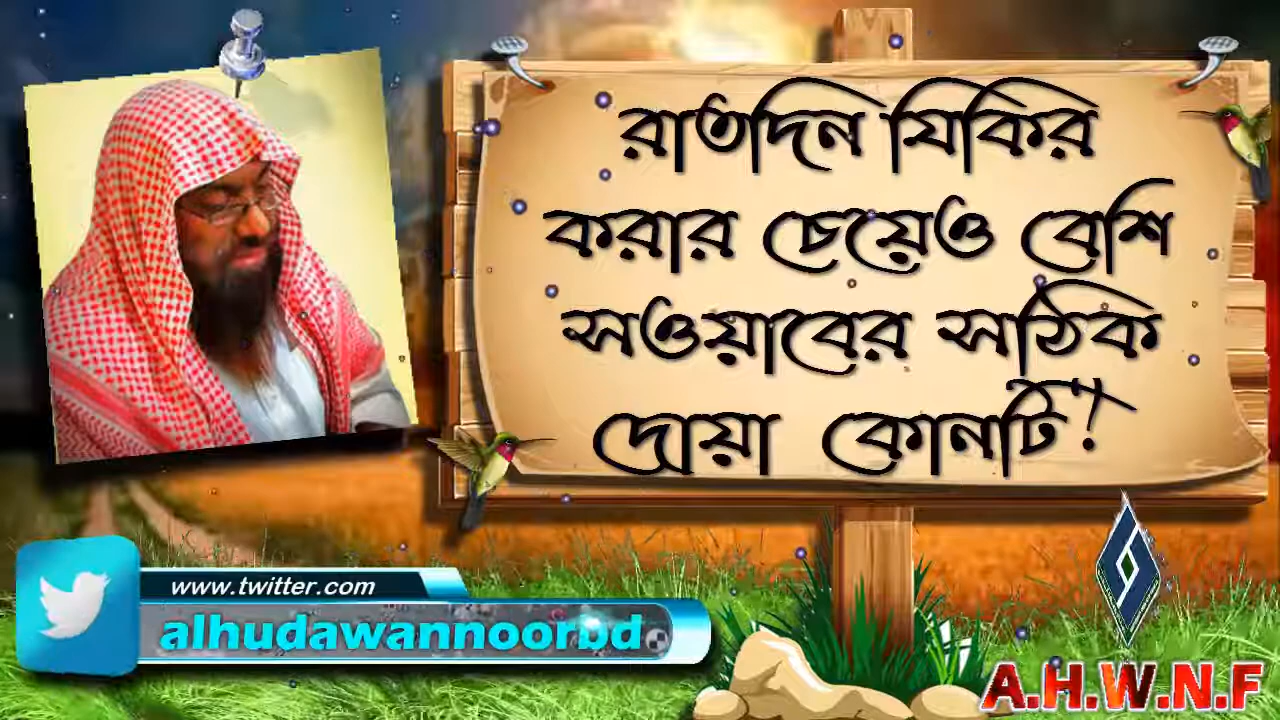 রাতদিন যিকির
করার চেয়েও বেশি
সওয়াবের সঠিক
দোয়া কোনটি?
www.twitter.com
alhudawannoorbd
A.H.W.N.F